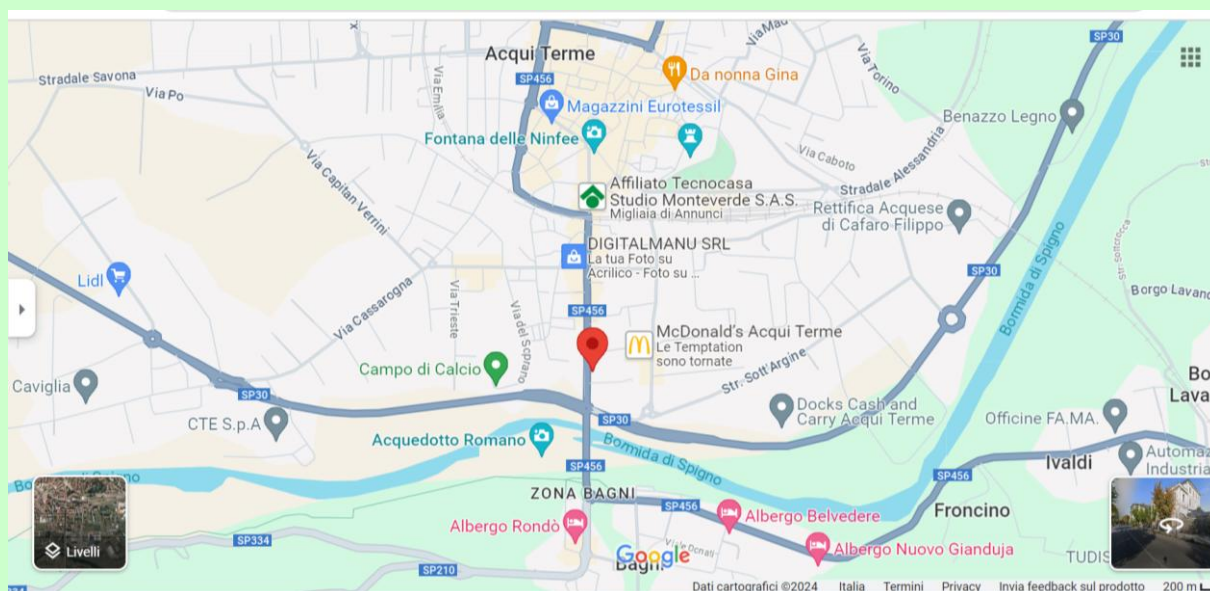 SP30
Via Mad
Acqui Terme
Via Torino
Stradale Savona
SP456
Da nonna Gina
Via Po
Via Emilia
Magazzini Eurotessil
Benazzo Legno
Fontana delle Ninfee
Via Caboto
Stradale Alessandria
Via Capitan Verrini
Affiliato Tecnocasa
Studio Monteverde S.A.S.
Migliaia di Annunci
Rettifica Acquese
di Cafaro Filippo
DIGITALMANU SRL
La tua Foto su
Acrilico - Foto su ...
SP30
Bormida di Spigno
Lidl
Borgo Lavand
Via Cassarogna
Via Trieste
SP456
McDonald's Acqui Terme
Le Temptation
sono tornate
Campo di Calcio
Str. Sott'Argine
Caviglia
SP30
Bo
Lava
Docks Cash and
Carry Acqui Terme
Officine FA.MA.
CTE S.p.A
SP30
Acquedotto Romano
Bormida di Spigno
Automaz
Industria
Ivaldi
SP456
SP456
ZONA BAGNI
SP456
Albergo Belvedere
Froncino
Albergo Rondò
SP334
Livelli
Google
Bagni
Albergo Nuovo Gianduja
TUDIS
SP210
Dati cartografici ©2024 Italia Termini Privacy Invia feedback sul prodotto 200 m